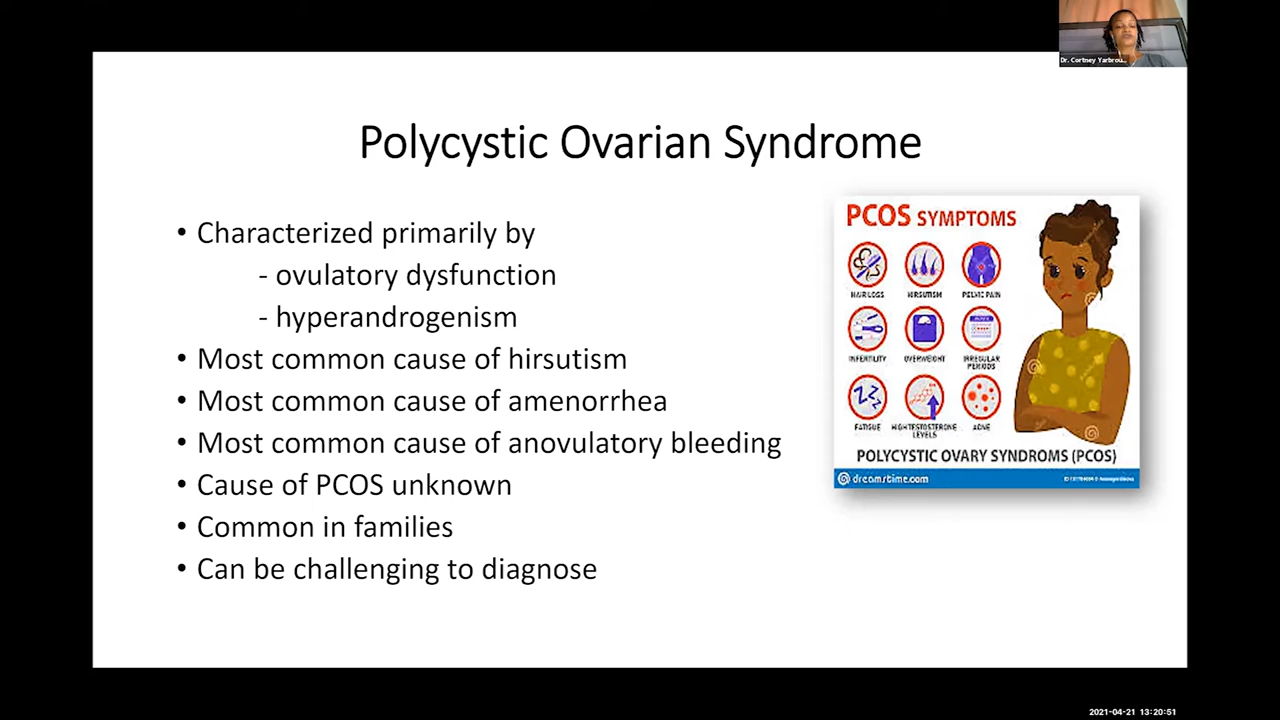 Dr. Cortney Yarbrou...
Polycystic Ovarian Syndrome
• Characterized primarily by
- ovulatory dysfunction
- hyperandrogenism
• Most common cause of hirsutism
• Most common cause of amenorrhea
• Most common cause of anovulatory bleeding
• Cause of PCOS unknown
• Common in families
• Can be challenging to diagnose
PCOS SYMPTOMS
HAIR LOSS HIRSUTISM PELVIC PAIN
INFERTILITY OVERWEIGHT IRREGULAR
PERIODS
FATIGUE HIGH TESTOSTERONE ACNE
LEVELS
POLYCYSTIC OVARY SYNDROMS (PCOS)
dreamstime.com
2021-04-21 13:20:51